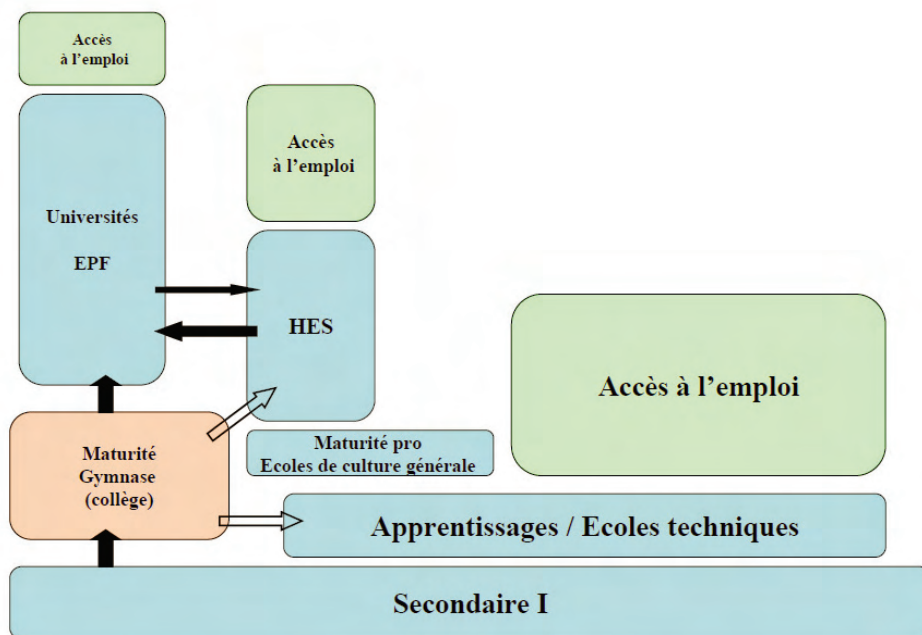 Accès
à l'emploi
Accès
à l'emploi
Universités
EPF
HES
Accès à l'emploi
Maturité
Gymnase
(collège)
Maturité pro
Ecoles de culture générale
Apprentissages / Ecoles techniques
Secondaire I